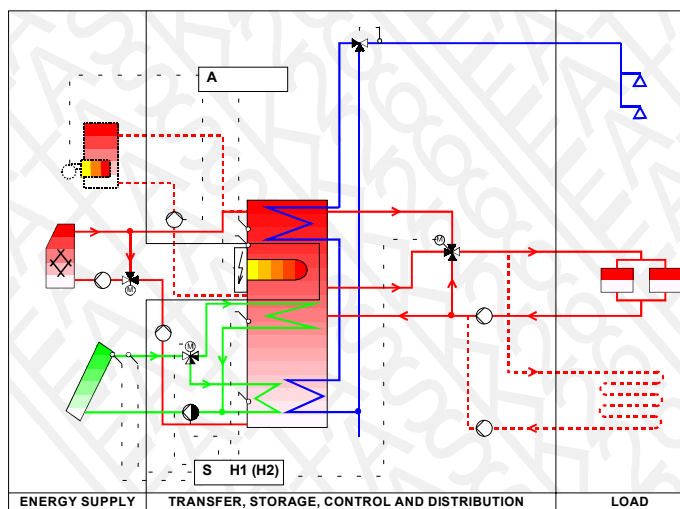 A
M
M
M
S H1 (H2)
ENERGY SUPPLY TRANSFER, STORAGE, CONTROL AND DISTRIBUTION LOAD